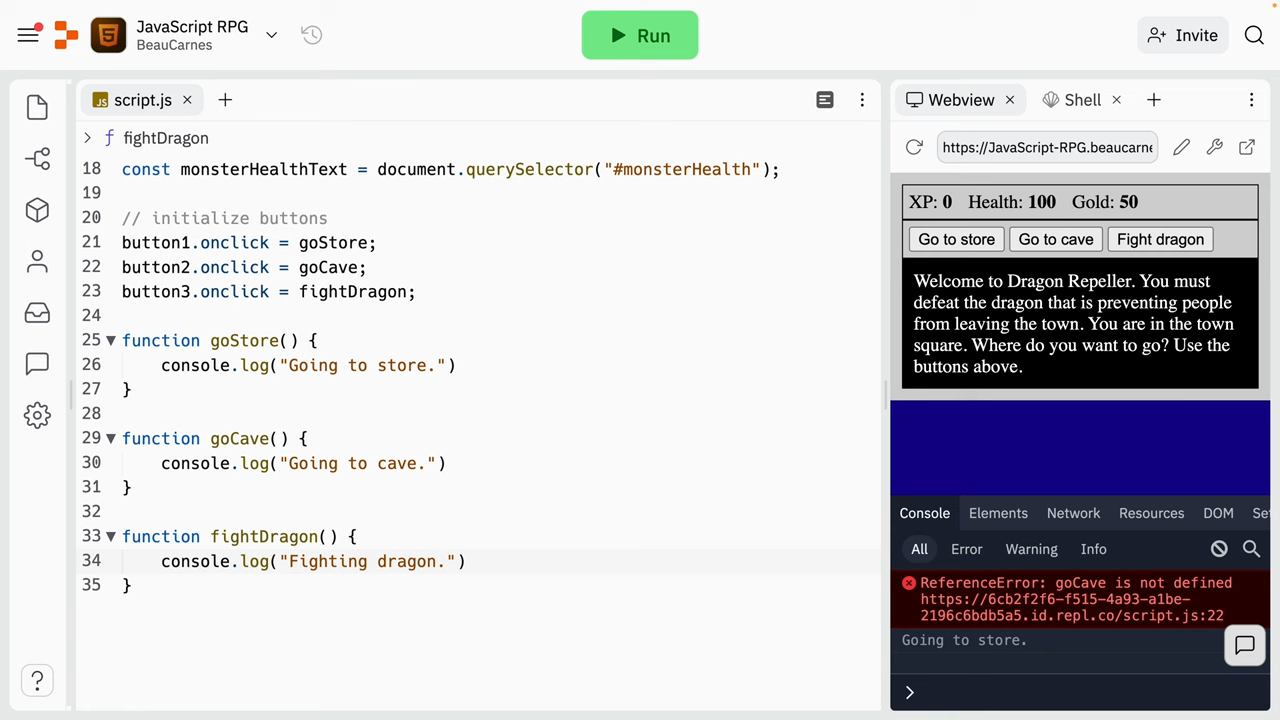 JavaScript RPG
BeauCarnes
Run
Invite
JS script.js
Webview
Shell
fightDragon
https://JavaScript-RPG.beaucarne
18 const monsterHealthText = document.querySelector("#monsterHealth");
19
20 // initialize buttons
21 button1.onclick = goStore;
22 button2.onclick = goCave;
23 button3.onclick = fightDragon;
24
25 function goStore() {
26 console.log("Going to store.")
27 }
28
29 function goCave() {
30 console.log("Going to cave.")
31 }
32
33 function fightDragon() {
34 console.log("Fighting dragon.")
35 }
XP: 0 Health: 100 Gold: 50
Go to store Go to cave Fight dragon
Welcome to Dragon Repeller. You must
defeat the dragon that is preventing people
from leaving the town. You are in the town
square. Where do you want to go? Use the
buttons above.
Console Elements Network Resources DOM Se
All Error Warning Info
ReferenceError: goCave is not defined
https://6cb2f2f6-f515-4a93-a1be-
2196c6bdb5a5.id.repl.co/script.js:22
Going to store.